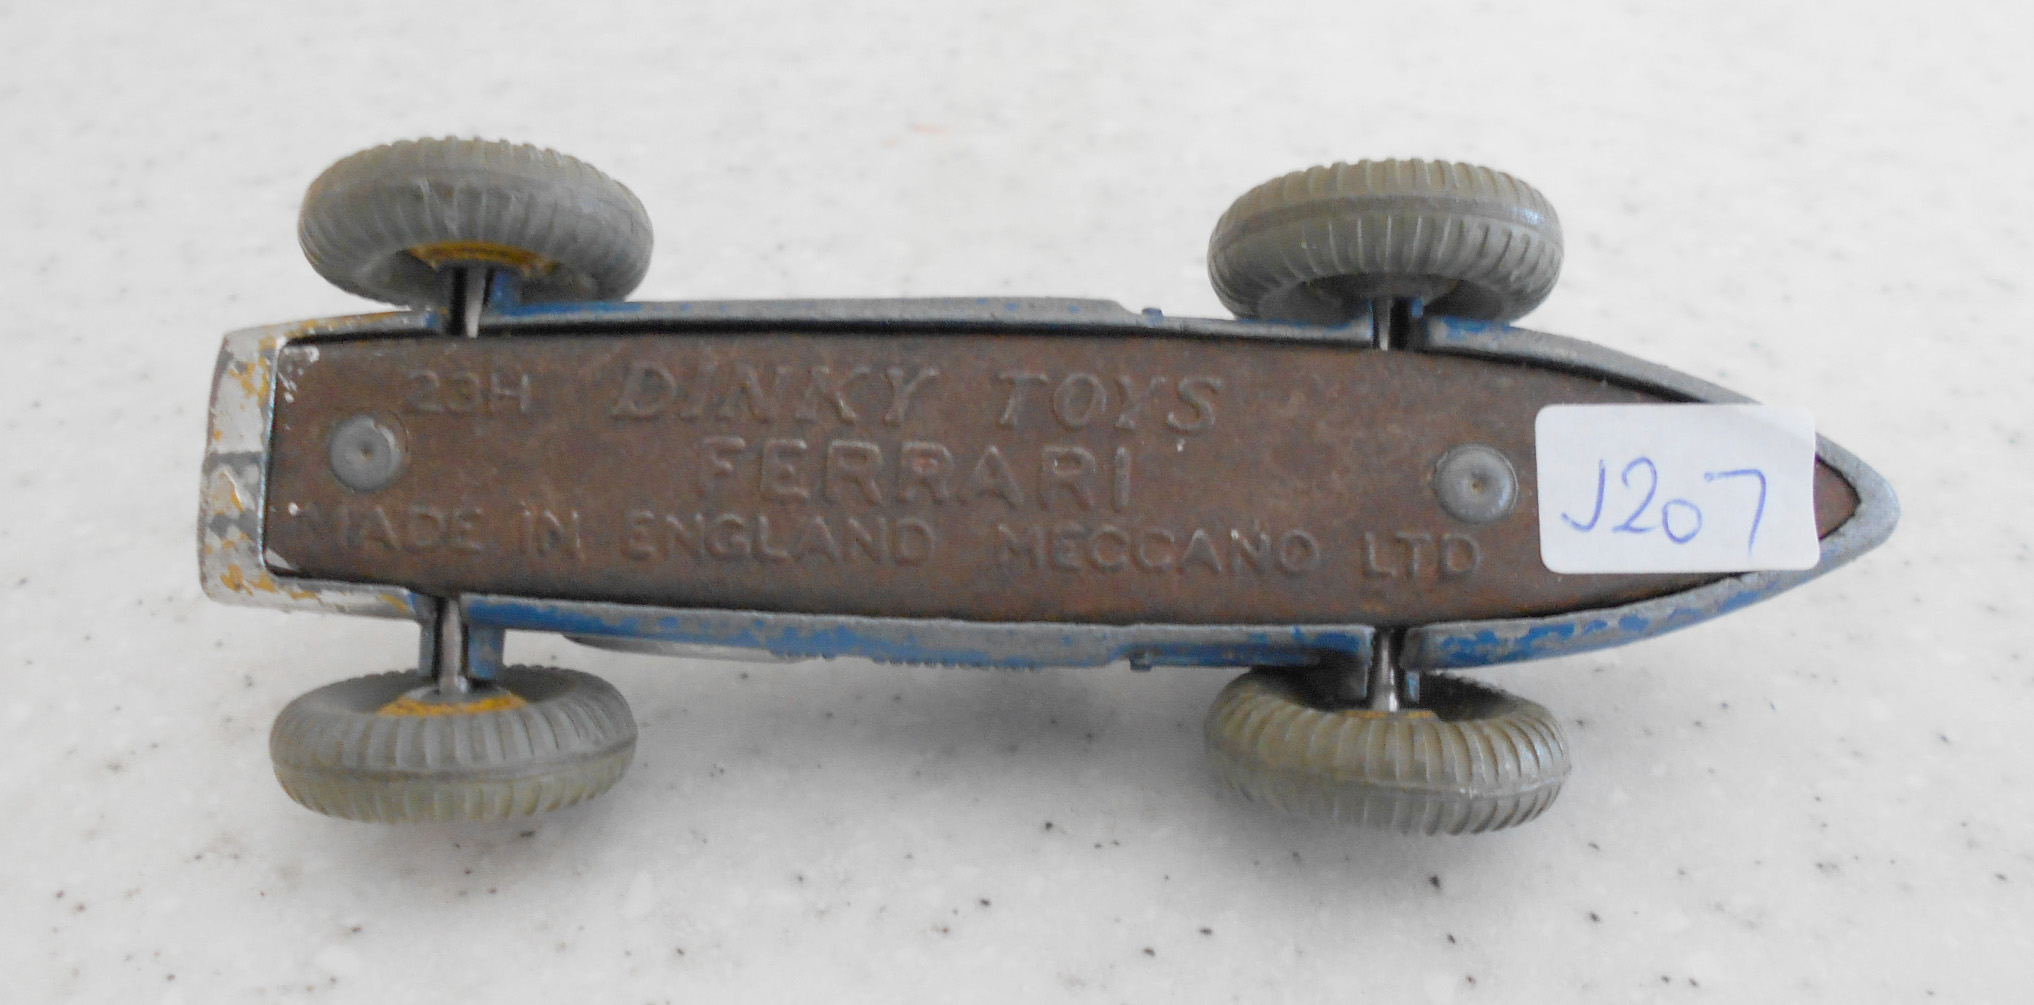 23H DINKY TOYS
FERRARI
MADE IN ENGLAND MECCANO LTD
J207